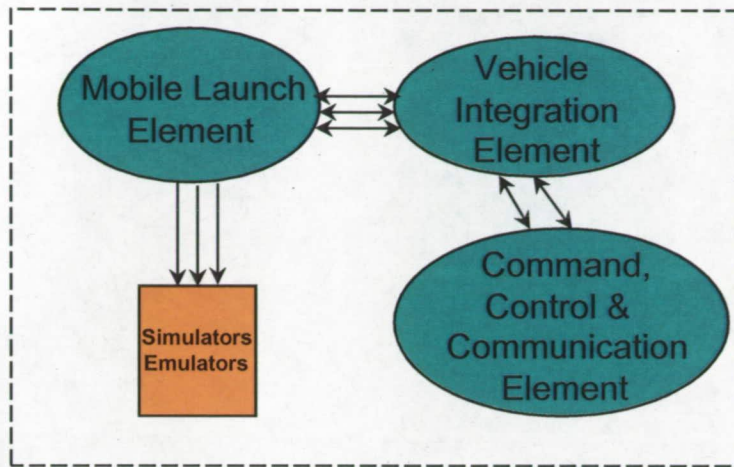 Mobile Launch
Element
Vehicle
Integration
Element
Simulators
Emulators
Command,
Control &
Communication
Element